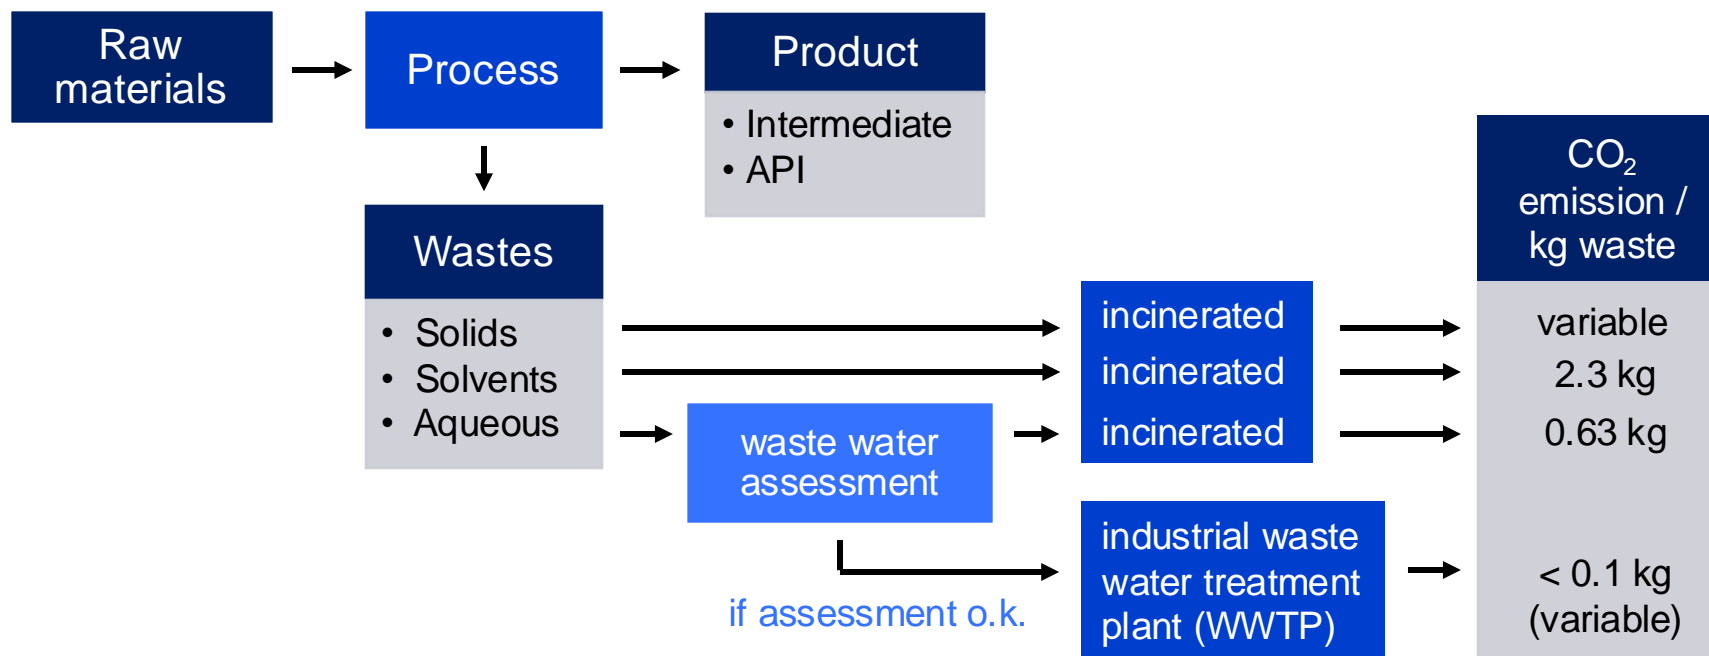 Raw
materials
Process
Product
• Intermediate
• API
Wastes
• Solids
• Solvents
• Aqueous
waste water
assessment
if assessment o.k.
incinerated
incinerated
incinerated
industrial waste
water treatment
plant (WWTP)
CO₂
emission /
kg waste
variable
2.3 kg
0.63 kg
< 0.1 kg
(variable)